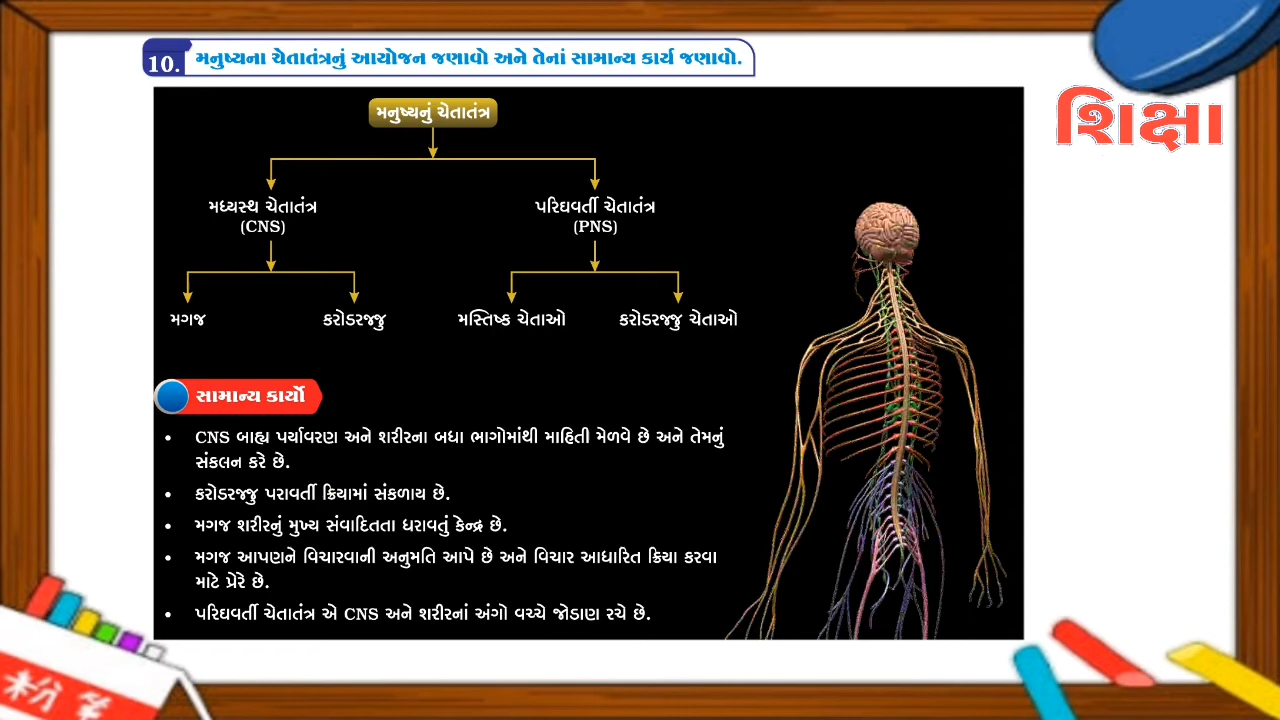 10. મનુષ્યના ચેતાતંત્રનું આયોજન જણાવો અને તેનાં સામાન્ય કાર્ય જણાવો.
શિક્ષા
મનુષ્યનું ચેતાતંત્ર
મધ્યસ્થ ચેતાતંત્ર
(CNS)
પરિઘવર્તી ચેતાતંત્ર
(PNS)
મગજ
કરોડરજ્જુ
મસ્તિષ્ક ચેતાઓ
કરોડરજ્જુ ચેતાઓ
સામાન્ય કાર્યો
• CNS બાહ્ય પર્યાવરણ અને શરીરના બધા ભાગોમાંથી માહિતી મેળવે છે અને તેમનું
સંકલન કરે છે.
• કરોડરજ્જુ પરાવર્તી ક્રિયામાં સંકળાય છે.
• મગજ શરીરનું મુખ્ય સંવાદિતતા ધરાવતું કેન્દ્ર છે.
• મગજ આપણને વિચારવાની અનુમતિ આપે છે અને વિચાર આધારિત ક્રિયા કરવા
માટે પ્રેરે છે.
• પરિઘવર્તી ચેતાતંત્ર એ CNS અને શરીરનાં અંગો વચ્ચે જોડાણ રચે છે.